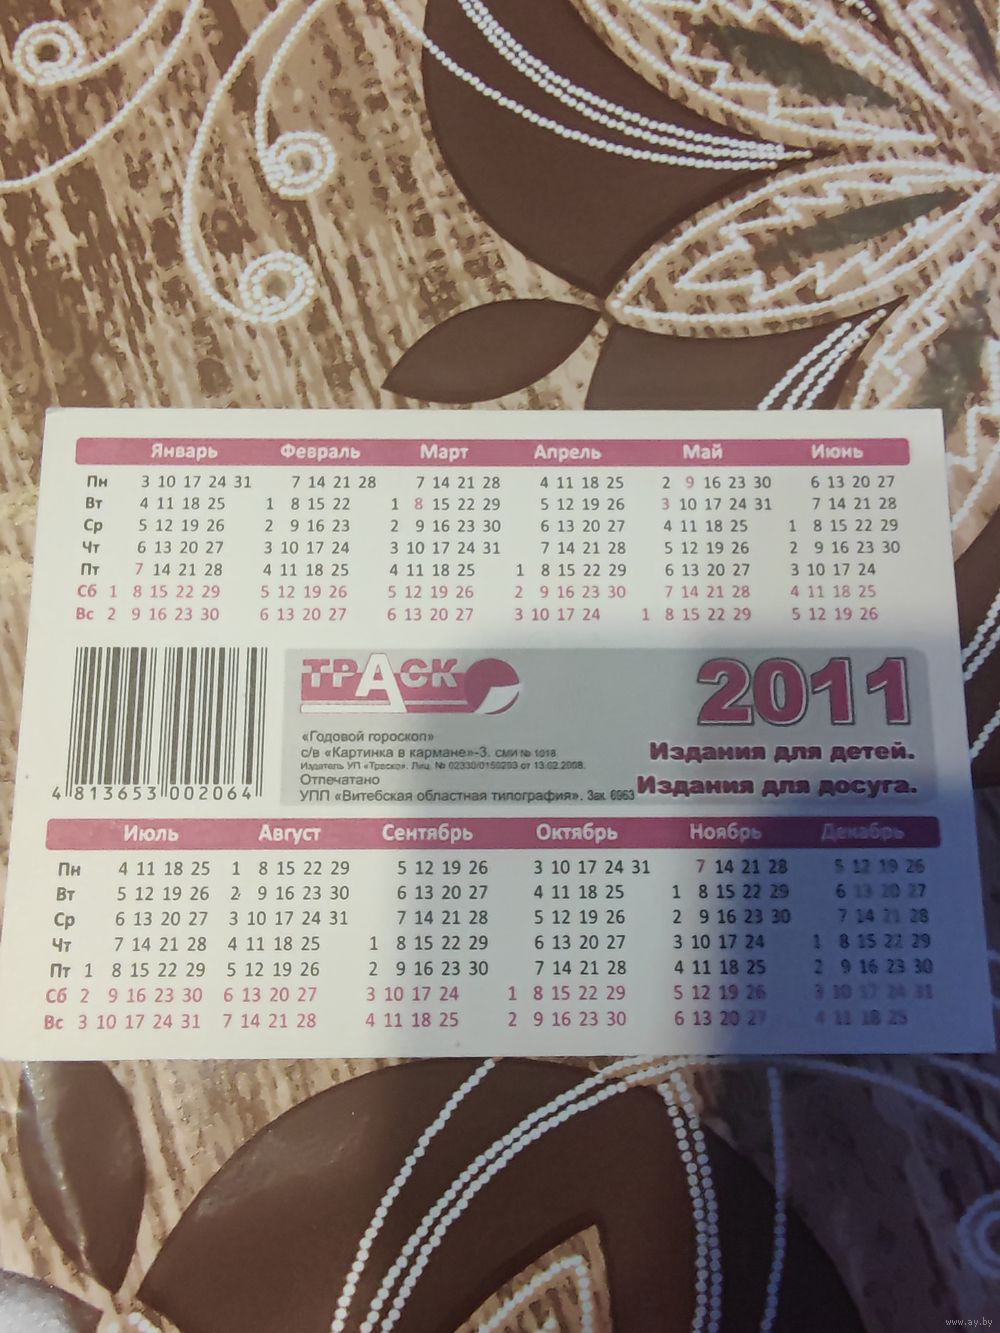 Январь Февраль Март Апрель Май Июнь
Пн 3 10 17 24 31 7 14 21 28 7 14 21 28 4 11 18 25 2 9 16 23 30 6 13 20 27
Вт 4 11 18 25 1 8 15 22 1 8 15 22 29 5 12 19 26 3 10 17 24 31 7 14 21 28
Ср 5 12 19 26 2 9 16 23 2 9 16 23 30 6 13 20 27 4 11 18 25 1 8 15 22 29
Чт 6 13 20 27 3 10 17 24 3 10 17 24 31 7 14 21 28 5 12 19 26 2 9 16 23 30
Пт 7 14 21 28 4 11 18 25 4 11 18 25 1 8 15 22 29 6 13 20 27 3 10 17 24
Сб 1 8 15 22 29 5 12 19 26 5 12 19 26 2 9 16 23 30 7 14 21 28 4 11 18 25
Вс 2 9 16 23 30 6 13 20 27 6 13 20 27 3 10 17 24 1 8 15 22 29 5 12 19 26
4 813653 002064
ТРАСК
2011
«Годовой гороскоп»
с/в «Картинка в кармане»-3. СМИ № 1018
Издатель УП «Траско». Лиц. № 02330/0150203 от 13.02.2008.
Отпечатано
УПП «Витебская областная типография». Зак. 6963
Издания для детей.
Издания для досуга.
Июль Август Сентябрь Октябрь Ноябрь Декабрь
Пн 4 11 18 25 1 8 15 22 29 5 12 19 26 3 10 17 24 31 7 14 21 28 5 12 19 26
Вт 5 12 19 26 2 9 16 23 30 6 13 20 27 4 11 18 25 1 8 15 22 29 6 13 20 27
Ср 6 13 20 27 3 10 17 24 31 7 14 21 28 5 12 19 26 2 9 16 23 30 7 14 21 28
Чт 7 14 21 28 4 11 18 25 1 8 15 22 29 6 13 20 27 3 10 17 24 1 8 15 22 29
Пт 1 8 15 22 29 5 12 19 26 2 9 16 23 30 7 14 21 28 4 11 18 25 2 9 16 23 30
Сб 2 9 16 23 30 6 13 20 27 3 10 17 24 1 8 15 22 29 5 12 19 26 3 10 17 24 31
Вс 3 10 17 24 31 7 14 21 28 4 11 18 25 2 9 16 23 30 6 13 20 27 4 11 18 25
www.ay.by